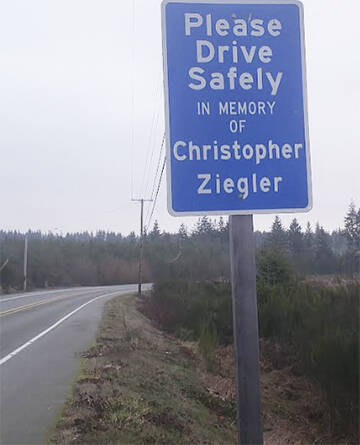 Please
Drive
Safely
IN MEMORY
OF
Christopher
Ziegler